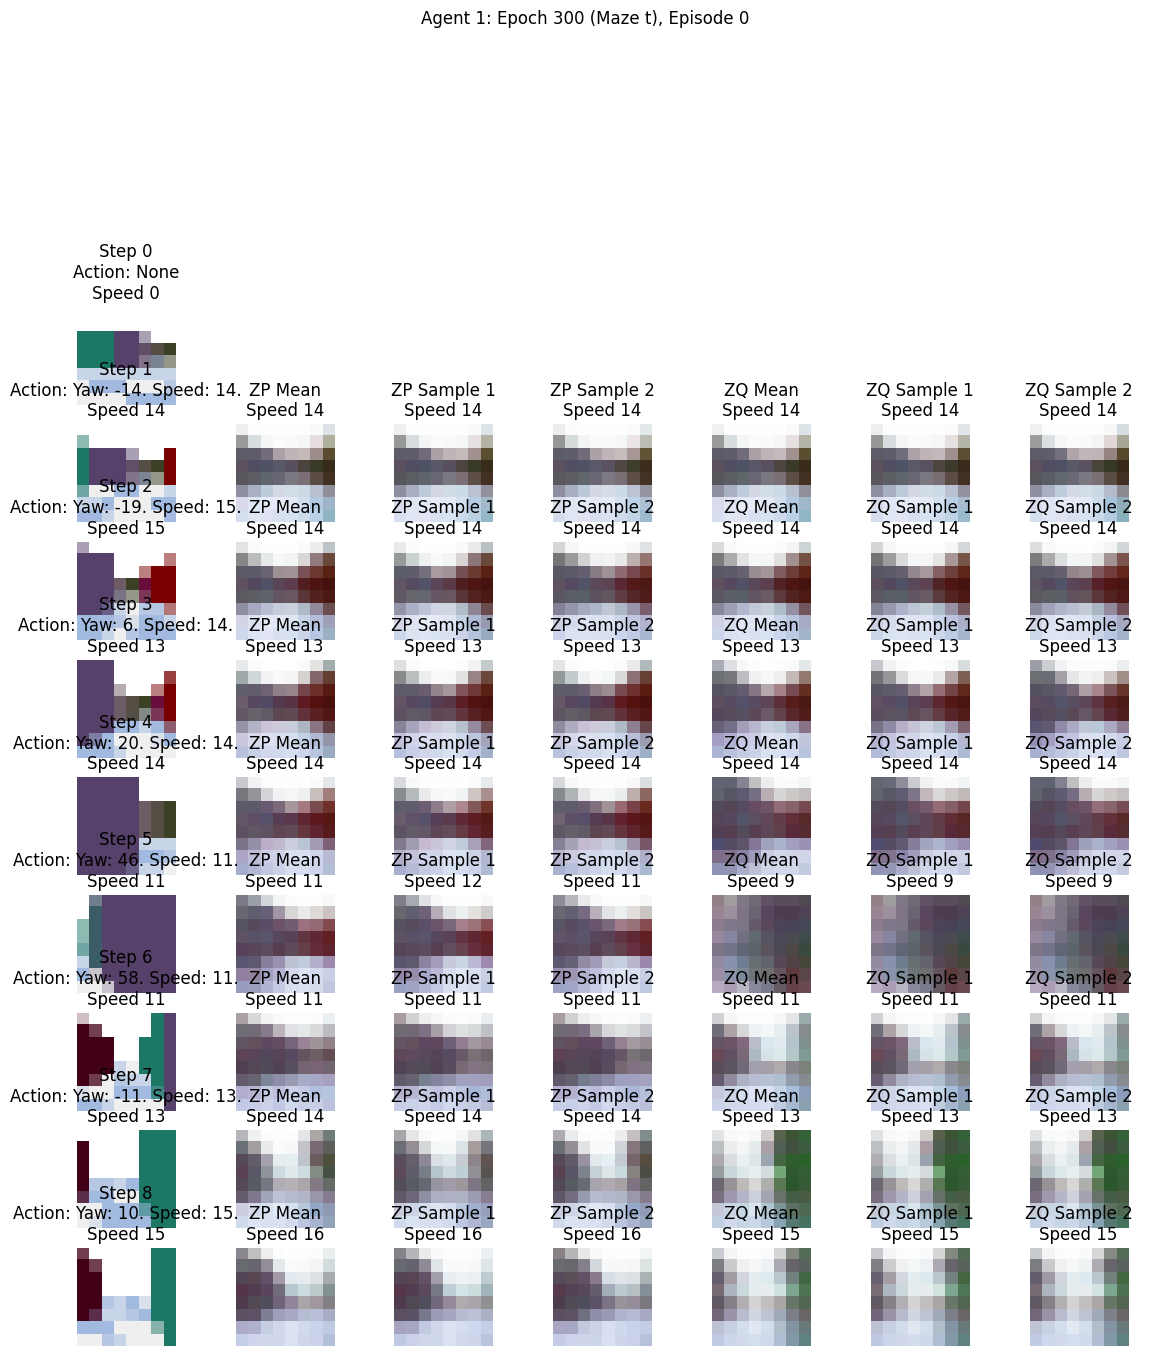 Agent 1: Epoch 300 (Maze t), Episode 0
Step 0
Action: None
Speed 0
Step 1
Action: Yaw: -14. Speed: 14. ZP Mean ZP Sample 1 ZP Sample 2 ZQ Mean ZQ Sample 1 ZQ Sample 2
Speed 14 Speed 14 Speed 14 Speed 14 Speed 14 Speed 14 Speed 14
Step 2
Action: Yaw: -19. Speed: 15. ZP Mean ZP Sample 1 ZP Sample 2 ZQ Mean ZQ Sample 1 ZQ Sample 2
Speed 15 Speed 14 Speed 14 Speed 14 Speed 14 Speed 14 Speed 14
Step 3
Action: Yaw: 6. Speed: 14. ZP Mean ZP Sample 1 ZP Sample 2 ZQ Mean ZQ Sample 1 ZQ Sample 2
Speed 13 Speed 13 Speed 13 Speed 13 Speed 13 Speed 13 Speed 13
Step 4
Action: Yaw: 20. Speed: 14. ZP Mean ZP Sample 1 ZP Sample 2 ZQ Mean ZQ Sample 1 ZQ Sample 2
Speed 14 Speed 14 Speed 14 Speed 14 Speed 14 Speed 14 Speed 14
Step 5
Action: Yaw: 46. Speed: 11. ZP Mean ZP Sample 1 ZP Sample 2 ZQ Mean ZQ Sample 1 ZQ Sample 2
Speed 11 Speed 11 Speed 12 Speed 11 Speed 9 Speed 9 Speed 9
Step 6
Action: Yaw: 58. Speed: 11. ZP Mean ZP Sample 1 ZP Sample 2 ZQ Mean ZQ Sample 1 ZQ Sample 2
Speed 11 Speed 11 Speed 11 Speed 11 Speed 11 Speed 11 Speed 11
Step 7
Action: Yaw: -11. Speed: 13. ZP Mean ZP Sample 1 ZP Sample 2 ZQ Mean ZQ Sample 1 ZQ Sample 2
Speed 13 Speed 14 Speed 14 Speed 14 Speed 13 Speed 13 Speed 13
Step 8
Action: Yaw: 10. Speed: 15. ZP Mean ZP Sample 1 ZP Sample 2 ZQ Mean ZQ Sample 1 ZQ Sample 2
Speed 15 Speed 16 Speed 16 Speed 16 Speed 15 Speed 15 Speed 15